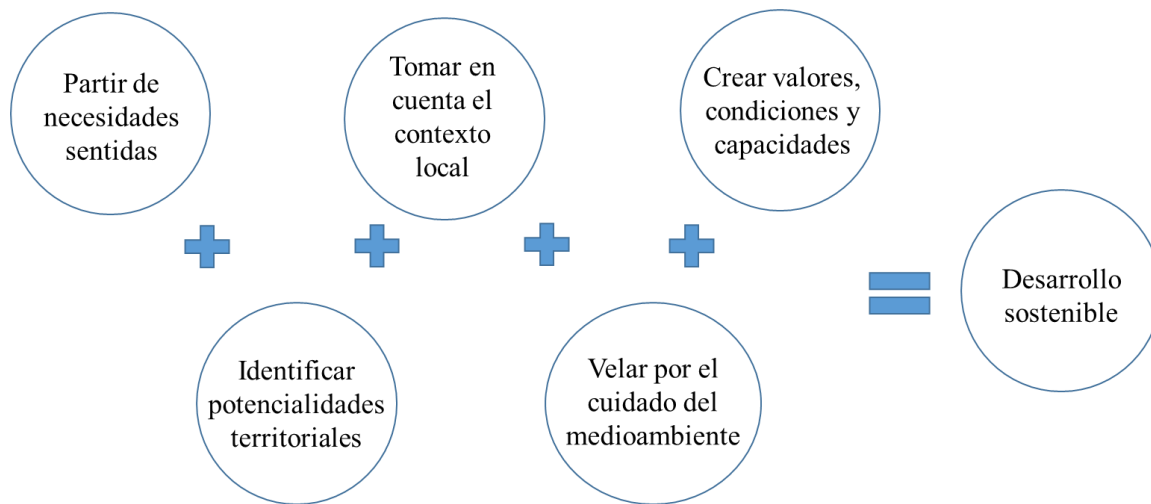 Partir de
necesidades
sentidas
Identificar
potencialidades
territoriales
Tomar en
cuenta el
contexto
local
Velar por el
cuidado del
medioambiente
Crear valores,
condiciones y
capacidades
Desarrollo
sostenible